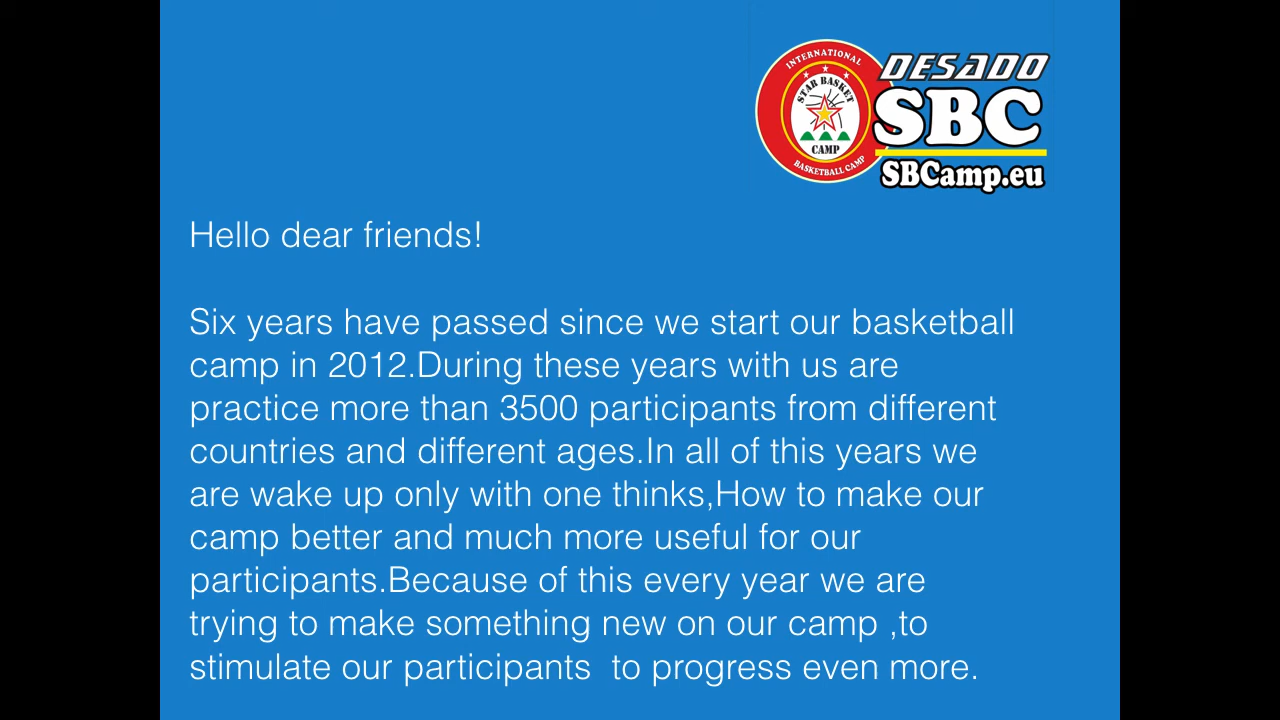 INTERNATIONAL
STAR BASKET
CAMP
BASKETBALL CAMP
DESADO
SBC
SBCamp.eu
Hello dear friends!
Six years have passed since we start our basketball
camp in 2012.During these years with us are
practice more than 3500 participants from different
countries and different ages.In all of this years we
are wake up only with one thinks,How to make our
camp better and much more useful for our
participants.Because of this every year we are
trying to make something new on our camp ,to
stimulate our participants  to progress even more.